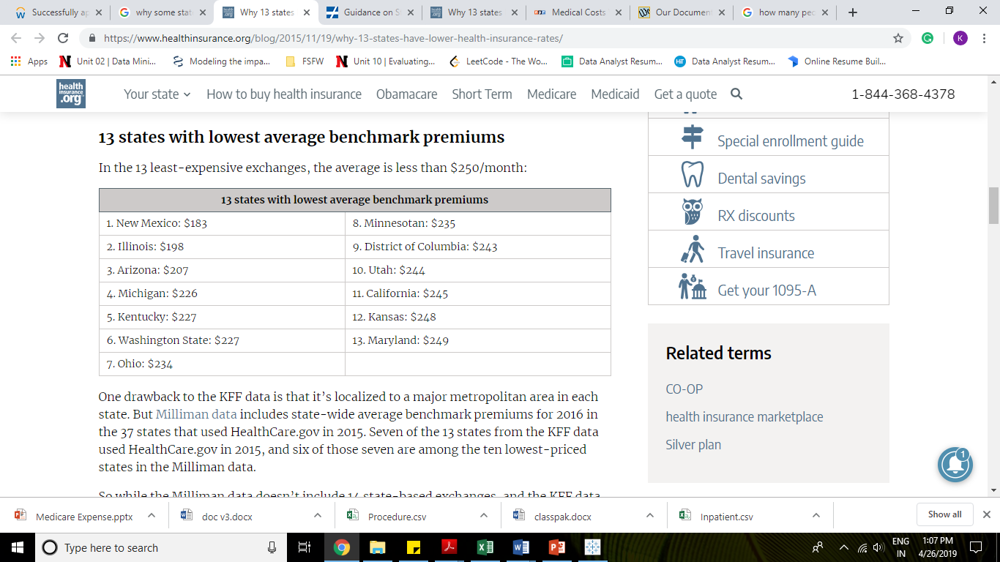 Successfully ap
why some stat
Why 13 states
Guidance on S
Why 13 states
Medical Costs
Our Document
how many pec
https://www.healthinsurance.org/blog/2015/11/19/why-13-states-have-lower-health-insurance-rates/
K
Apps
Unit 02 | Data Mini...
Modeling the impa...
FSFW
Unit 10 | Evaluating...
LeetCode - The Wo...
Data Analyst Resum...
Data Analyst Resum...
Online Resume Buil...
health
insurance
.org
Your state
How to buy health insurance
Obamacare
Short Term
Medicare
Medicaid
Get a quote
1-844-368-4378
13 states with lowest average benchmark premiums
In the 13 least-expensive exchanges, the average is less than $250/month:
13 states with lowest average benchmark premiums
1. New Mexico: $183
8. Minnesotan: $235
2. Illinois: $198
9. District of Columbia: $243
3. Arizona: $207
10. Utah: $244
4. Michigan: $226
11. California: $245
5. Kentucky: $227
12. Kansas: $248
6. Washington State: $227
13. Maryland: $249
7. Ohio: $234
One drawback to the KFF data is that it’s localized to a major metropolitan area in each
state. But Milliman data includes state-wide average benchmark premiums for 2016 in
the 37 states that used HealthCare.gov in 2015. Seven of the 13 states from the KFF data
used HealthCare.gov in 2015, and six of those seven are among the ten lowest-priced
states in the Milliman data.
So while the Milliman data doesn’t include 14 state-based exchanges, and the KFF data
Special enrollment guide
Dental savings
RX discounts
Travel insurance
Get your 1095-A
Related terms
CO-OP
health insurance marketplace
Silver plan
1
Medicare Expense.pptx
doc v3.docx
Procedure.csv
classpak.docx
Inpatient.csv
Show all
Type here to search
ENG
IN
1:07 PM
4/26/2019